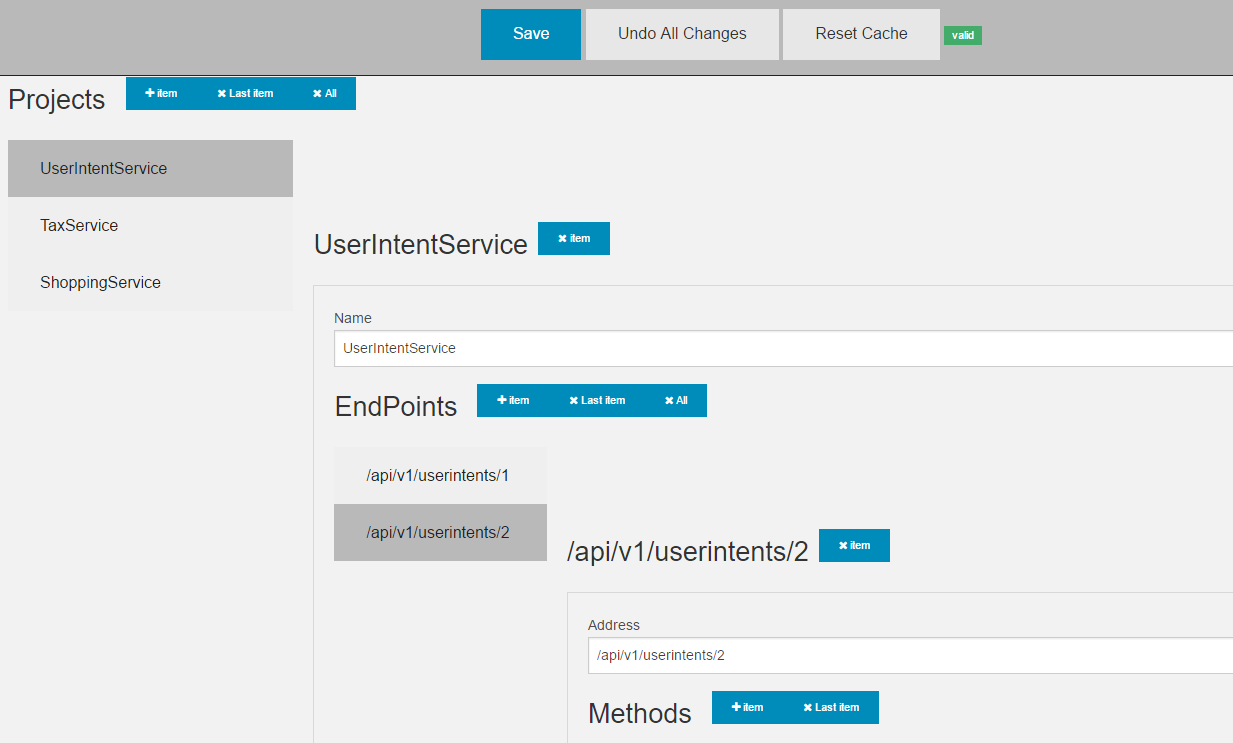 Save Undo All Changes Reset Cache valid
Projects item Last item All
UserIntentService
TaxService
ShoppingService
UserIntentService item
Name
UserIntentService
EndPoints item Last item All
/api/v1/userintents/1
/api/v1/userintents/2
/api/v1/userintents/2 item
Address
/api/v1/userintents/2
Methods item Last item